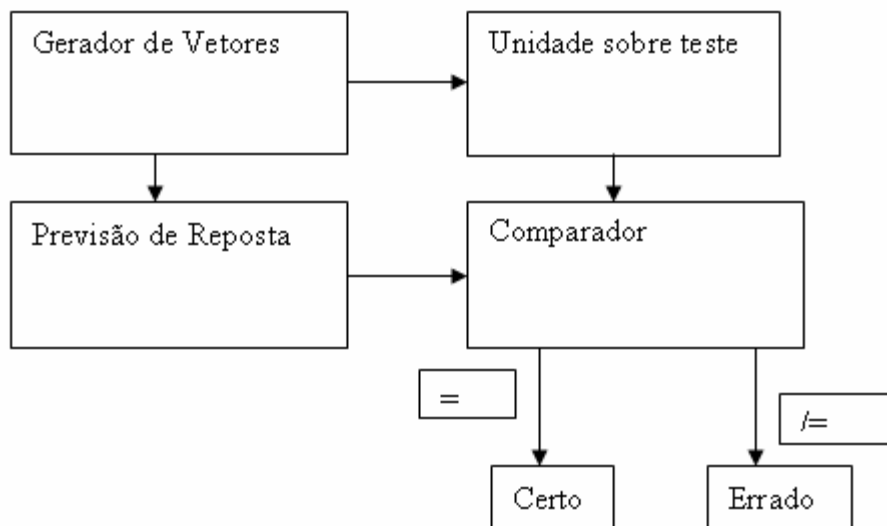 Gerador de Vetores
Unidade sobre teste
Previsão de Reposta
Comparador
=
/=
Certo
Errado